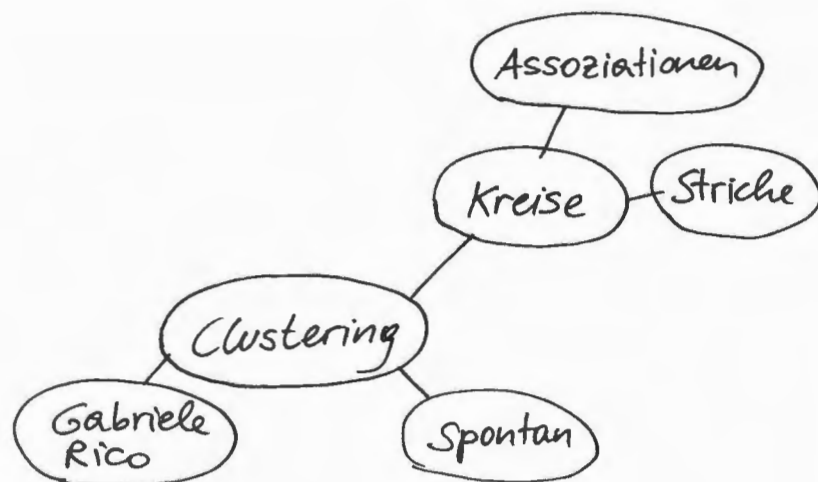 Assoziationen
Kreise
Striche
Clustering
Gabriele
Rico
Spontan